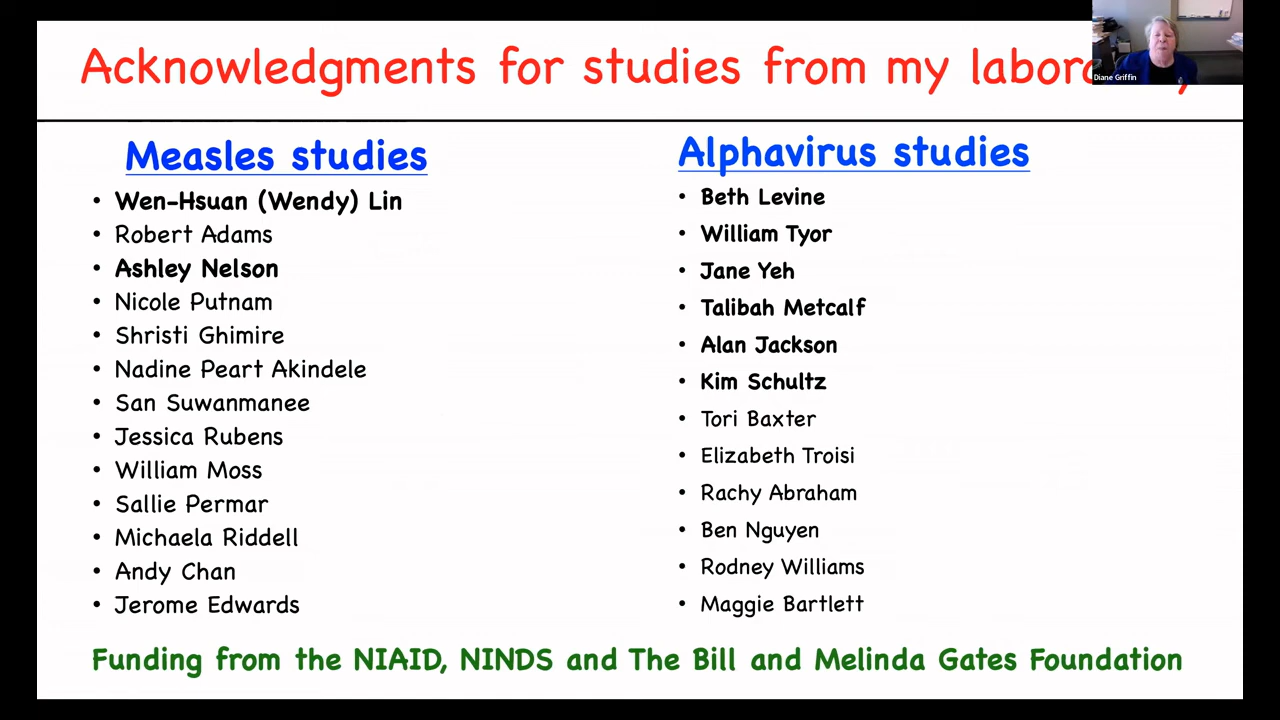 Acknowledgments for studies from my
Diane Griffin
Measles studies
• Wen-Hsuan (Wendy) Lin
• Robert Adams
• Ashley Nelson
• Nicole Putnam
• Shristi Ghimire
• Nadine Peart Akindele
• San Suwanmanee
• Jessica Rubens
• William Moss
• Sallie Permar
• Michaela Riddell
• Andy Chan
• Jerome Edwards
Alphavirus studies
• Beth Levine
• William Tyor
• Jane Yeh
• Talibah Metcalf
• Alan Jackson
• Kim Schultz
• Tori Baxter
• Elizabeth Troisi
• Rachy Abraham
• Ben Nguyen
• Rodney Williams
• Maggie Bartlett
Funding from the NIAID, NINDS and The Bill and Melinda Gates Foundation